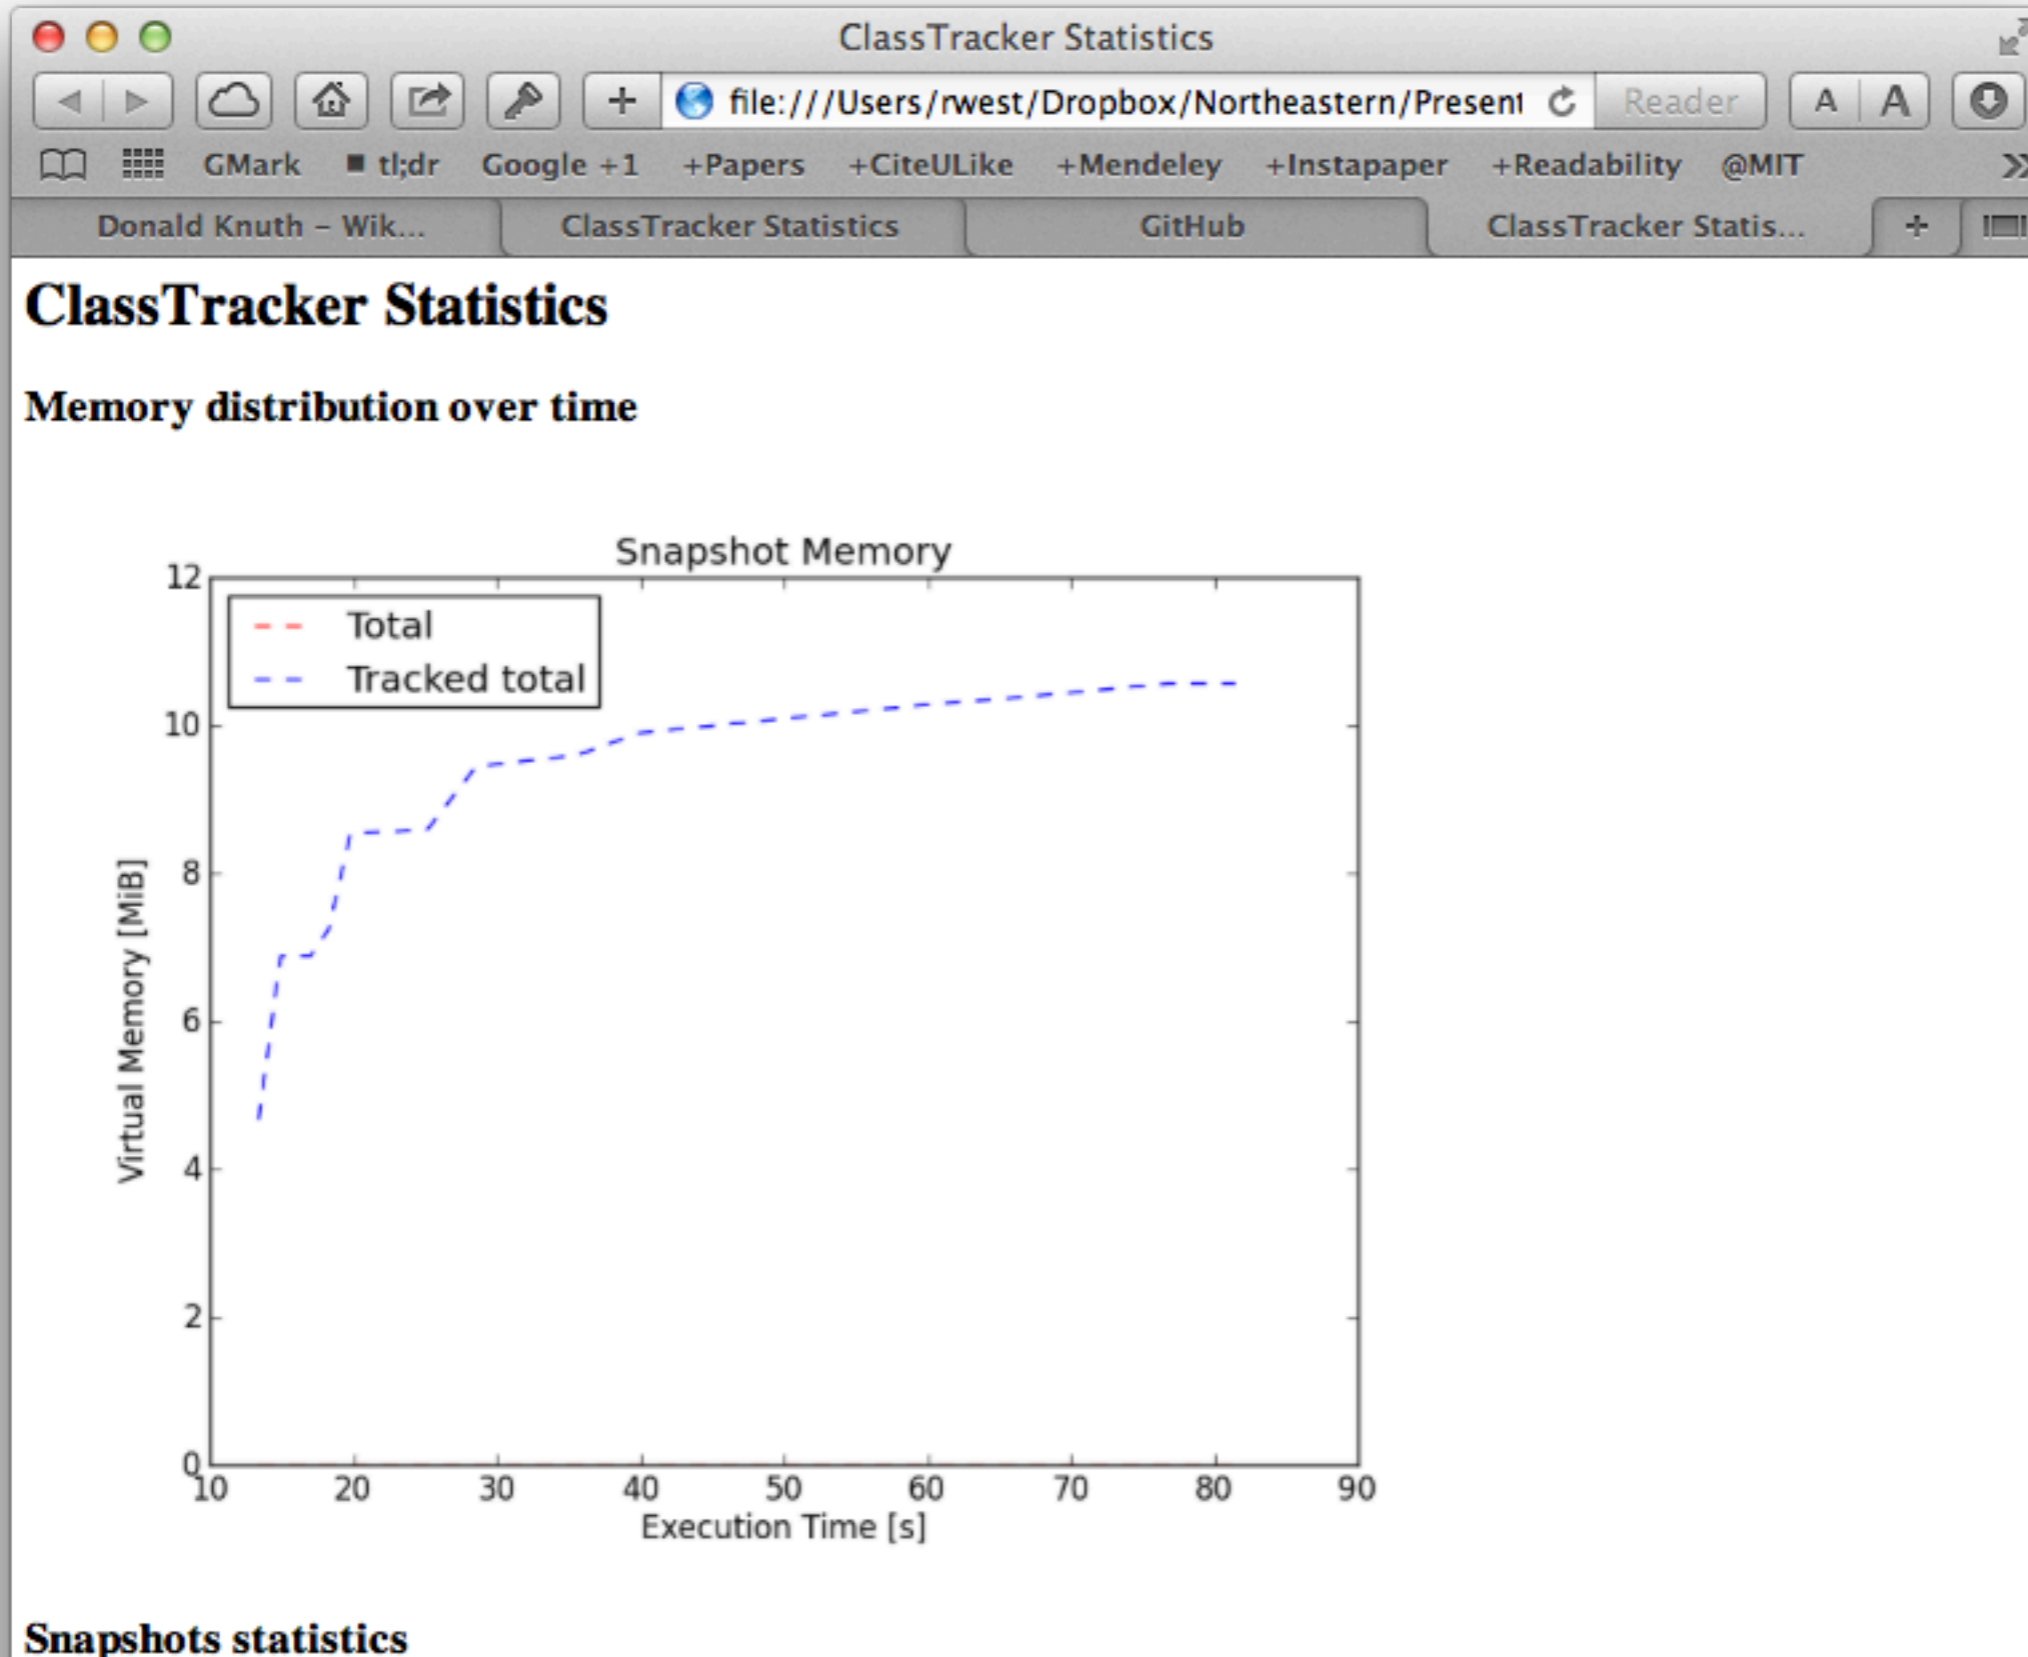 ClassTracker Statistics
file:///Users/rwest/Dropbox/Northeastern/Present
Reader
A A
GMark ■ tl;dr Google +1 +Papers +CiteULike +Mendeley +Instapaper +Readability @MIT »
Donald Knuth – Wik... ClassTracker Statistics GitHub ClassTracker Statis... +
ClassTracker Statistics
Memory distribution over time
Snapshot Memory
Total
Tracked total
12
10
8
6
4
2
0
Virtual Memory [MiB]
10 20 30 40 50 60 70 80 90
Execution Time [s]
Snapshots statistics